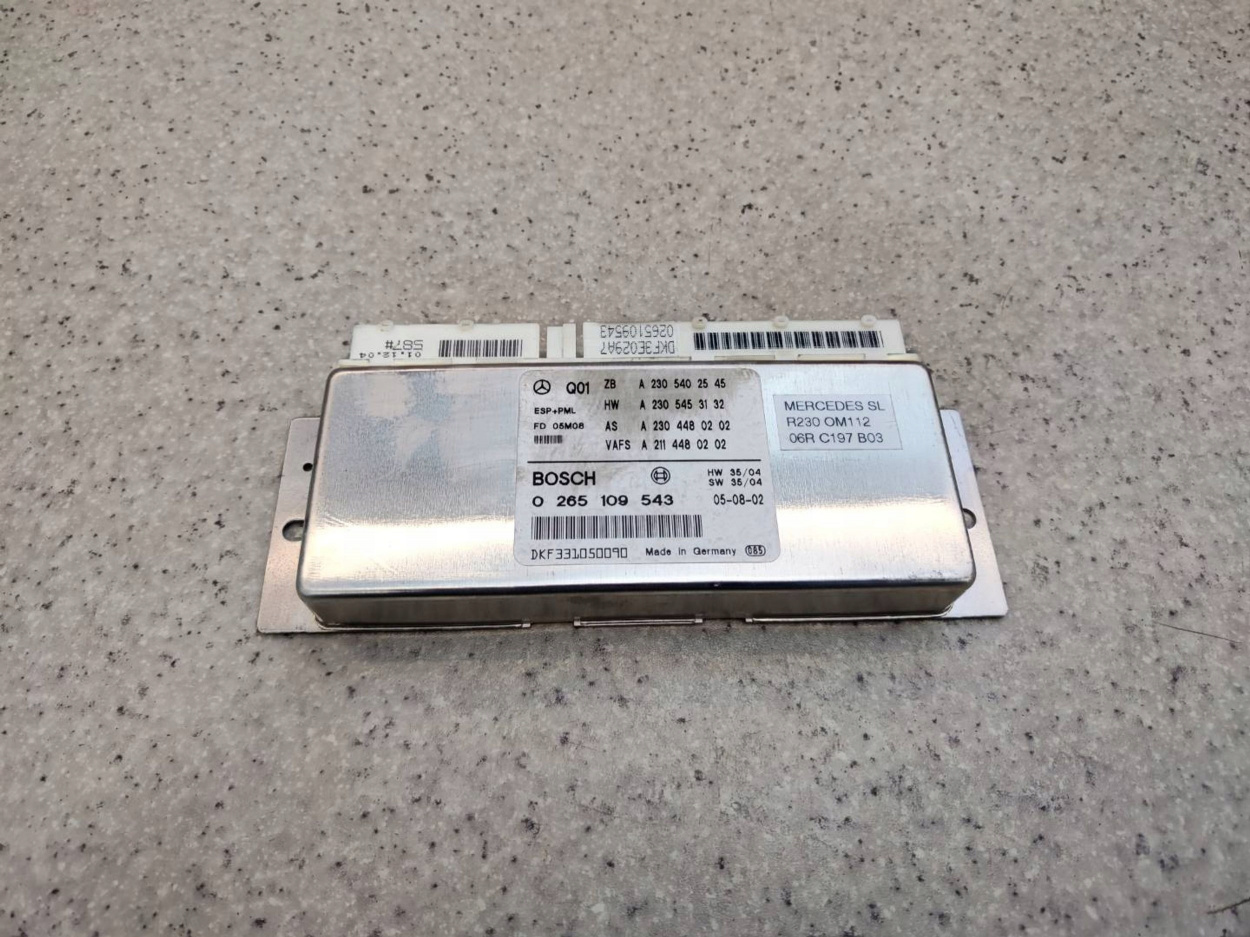 01.12.04
587#
DKF3E029A7
0265109543
Q01 ZB A 230 540 25 45
ESP+PML HW A 230 545 31 32
FD 05M08 AS A 230 448 02 02
VAFS A 211 448 02 02
BOSCH HW 35/04
SW 35/04
0 265 109 543 05-08-02
DKF331050090 Made in Germany 085
MERCEDES SL
R230 OM112
06R C197 B03